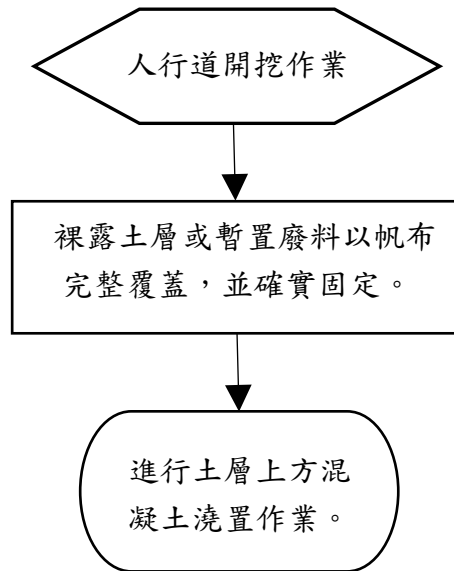 人行道開挖作業
裸露土層或暫置廢料以帆布
完整覆蓋，並確實固定。
進行土層上方混
凝土澆置作業。